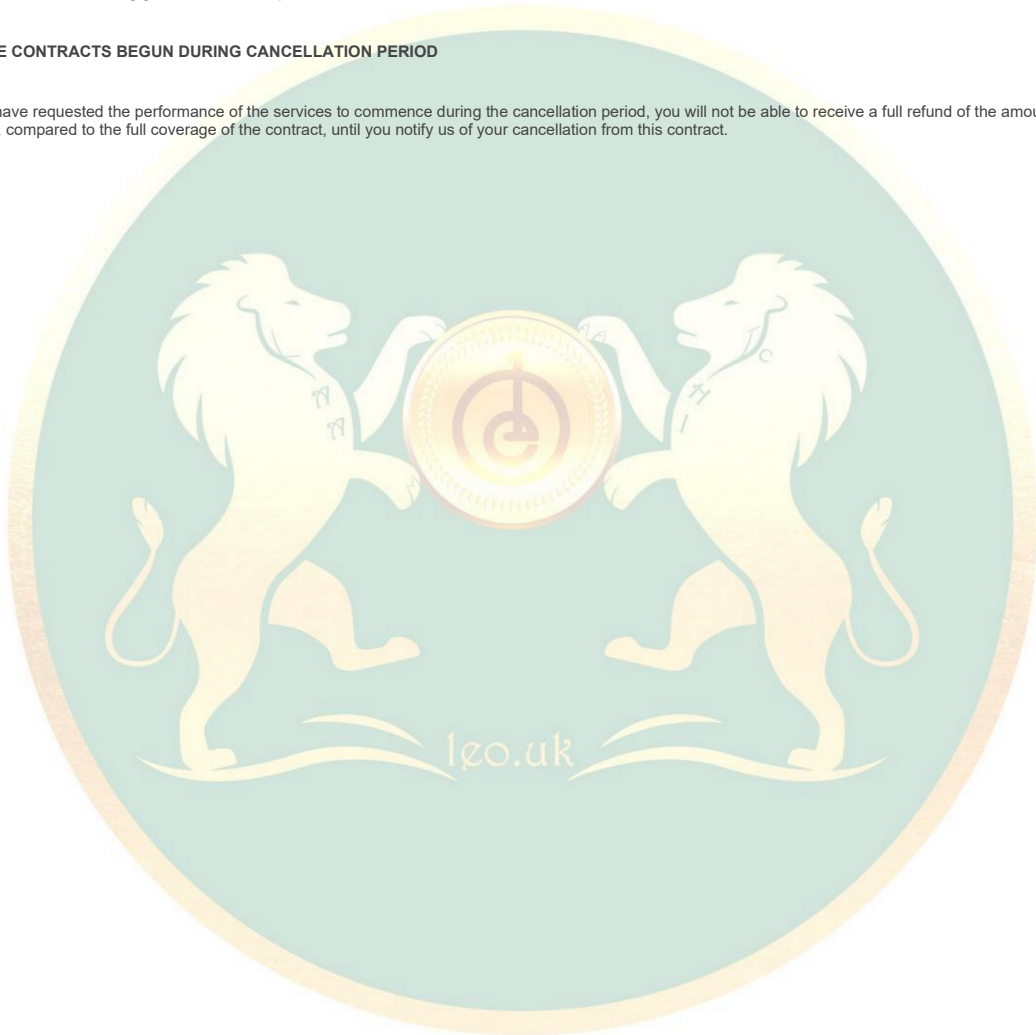 E CONTRACTS BEGUN DURING CANCELLATION PERIOD
have requested the performance of the services to commence during the cancellation period, you will not be able to receive a full refund of the amou
, compared to the full coverage of the contract, until you notify us of your cancellation from this contract.
leo.uk